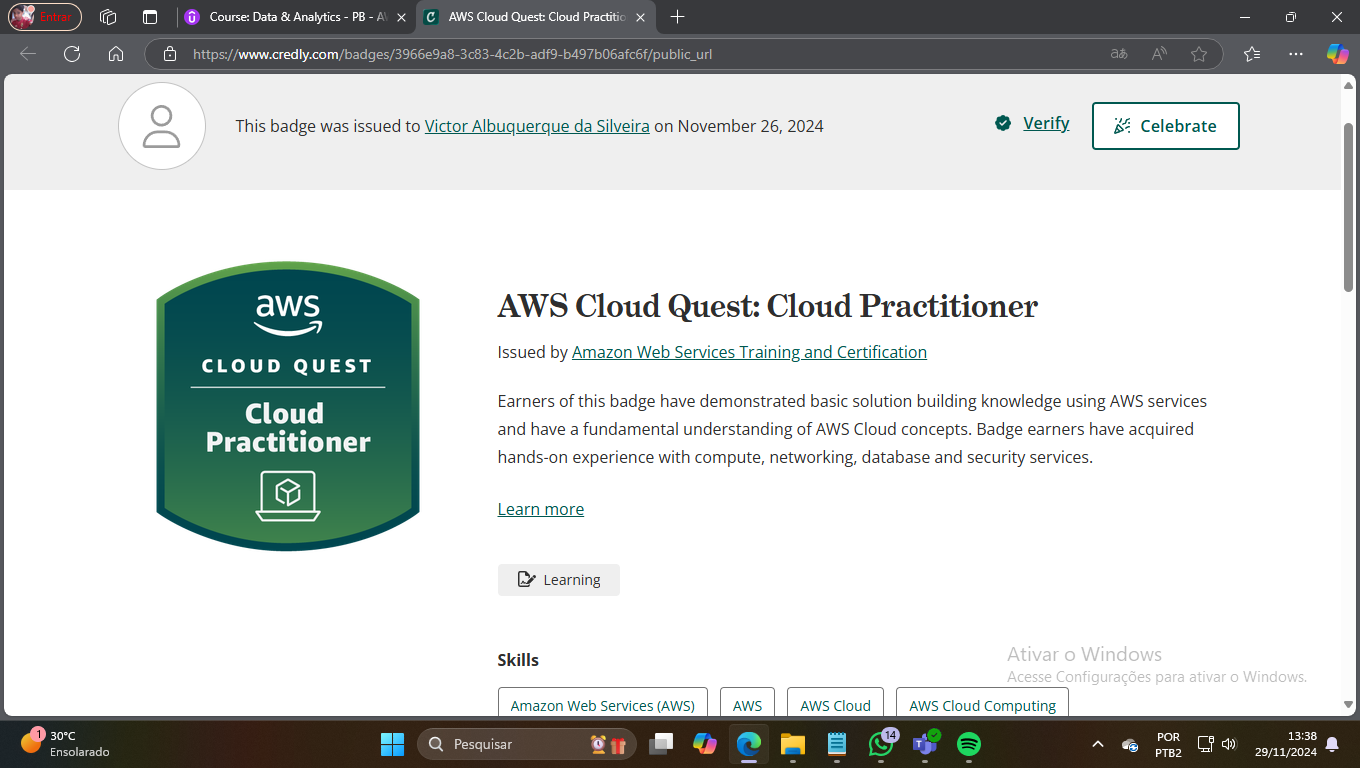 Entrar
Course: Data & Analytics - PB - AW
AWS Cloud Quest: Cloud Practitio
https://www.credly.com/badges/3966e9a8-3c83-4c2b-adf9-b497b06afc6f/public_url
This badge was issued to Victor Albuquerque da Silveira on November 26, 2024
Verify
Celebrate
aws
CLOUD QUEST
Cloud
Practitioner
AWS Cloud Quest: Cloud Practitioner
Issued by Amazon Web Services Training and Certification
Earners of this badge have demonstrated basic solution building knowledge using AWS services
and have a fundamental understanding of AWS Cloud concepts. Badge earners have acquired
hands-on experience with compute, networking, database and security services.
Learn more
Learning
Skills
Amazon Web Services (AWS)
AWS
AWS Cloud
AWS Cloud Computing
Ativar o Windows
Acesse Configurações para ativar o Windows.
1
30°C
Ensolarado
Pesquisar
14
POR
PTB2
13:38
29/11/2024